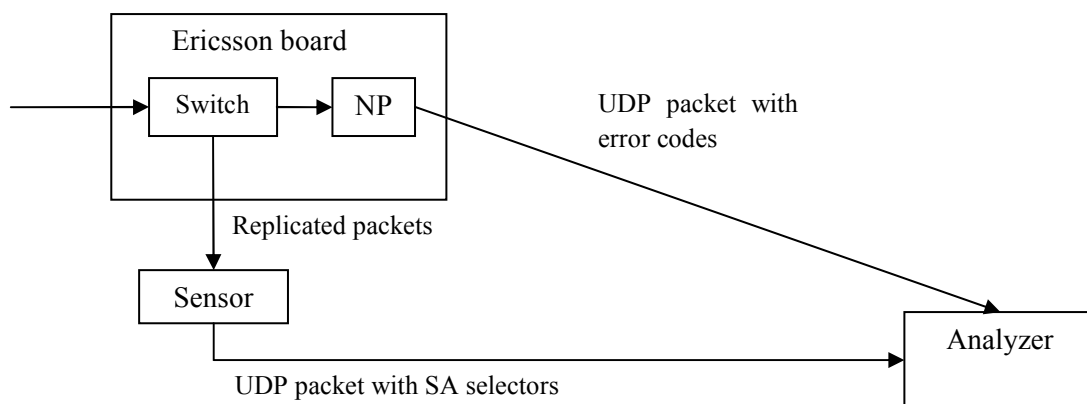 Ericsson board
Switch
NP
UDP packet with
error codes
Replicated packets
Sensor
Analyzer
UDP packet with SA selectors